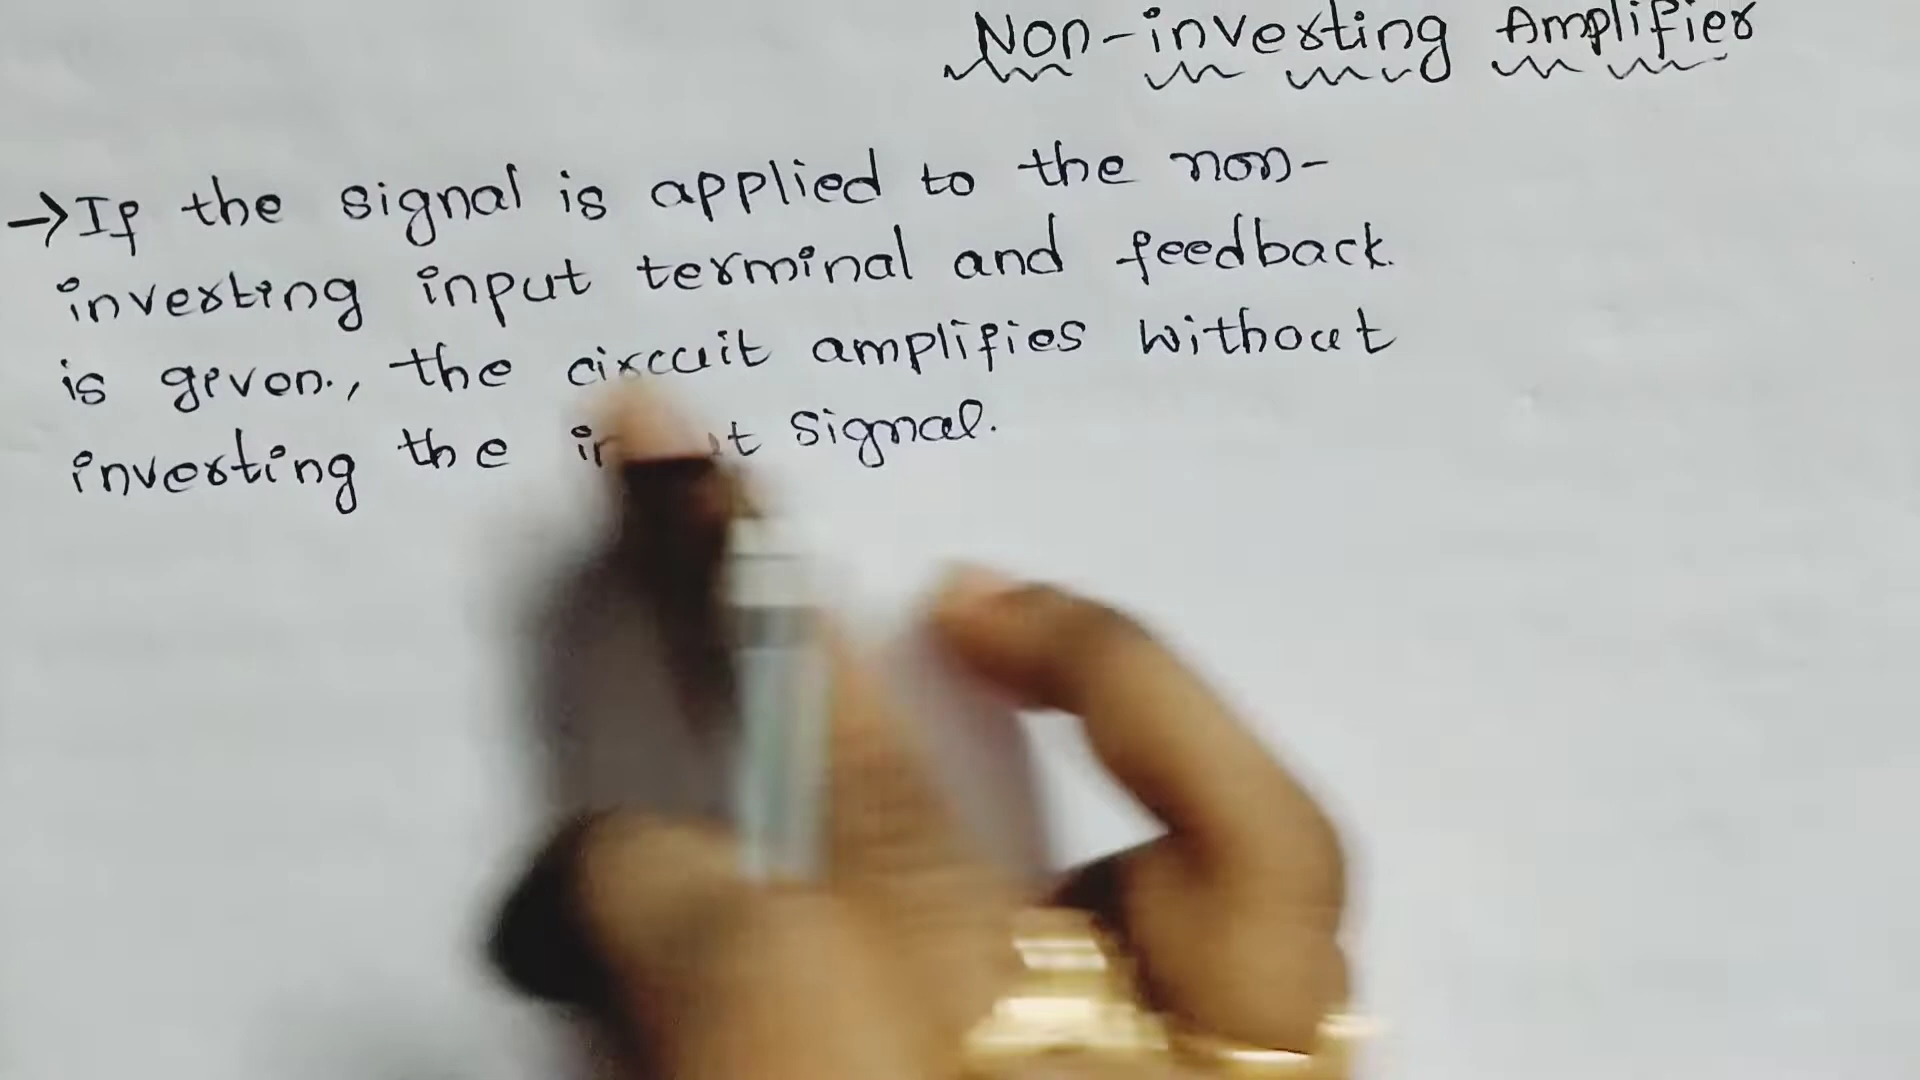 Non-inverting Amplifier
→If the signal is applied to the non-
inverting input terminal and feedback
is given., the circuit amplifies without
inverting the signal.